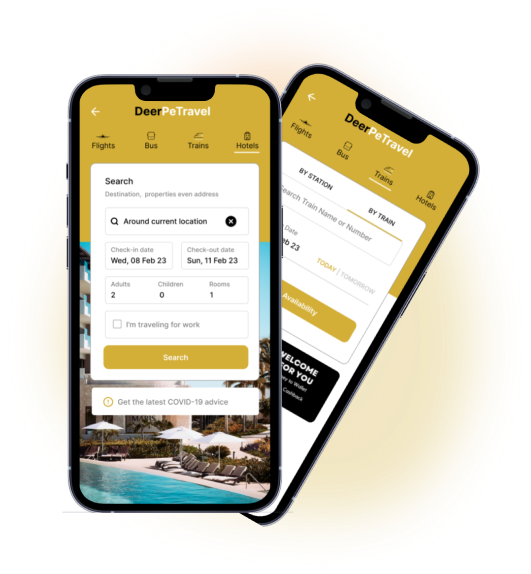 DeerPeTravel
Flights Bus Trains Hotels
Search
Destination, properties even address
Around current location
Check-in date Check-out date
Wed, 08 Feb 23 Sun, 11 Feb 23
Adults Children Rooms
2 0 1
I'm traveling for work
Search
Get the latest COVID-19 advice
DeerPeTravel
Flights Bus Trains Hotels
BY STATION BY TRAIN
Search Train Name or Number
Date
23
TODAY | TOMORROW
Availability
FOR YOU
to Wallet
Cashback